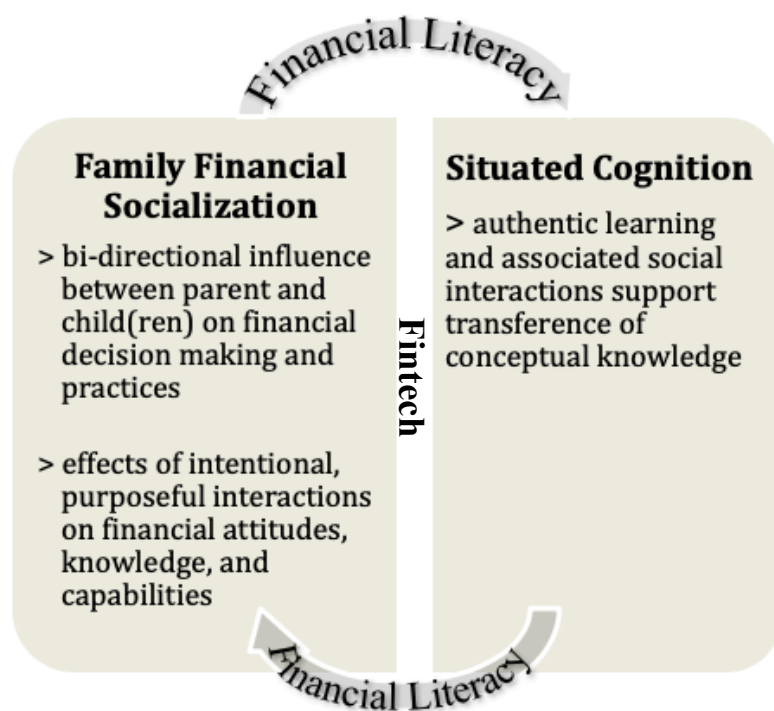 Financial Literacy
Family Financial
Socialization
> bi-directional influence
between parent and
child(ren) on financial
decision making and
practices
> effects of intentional,
purposeful interactions
on financial attitudes,
knowledge, and
capabilities
Fintech
Situated Cognition
> authentic learning
and associated social
interactions support
transference of
conceptual knowledge
Financial Literacy